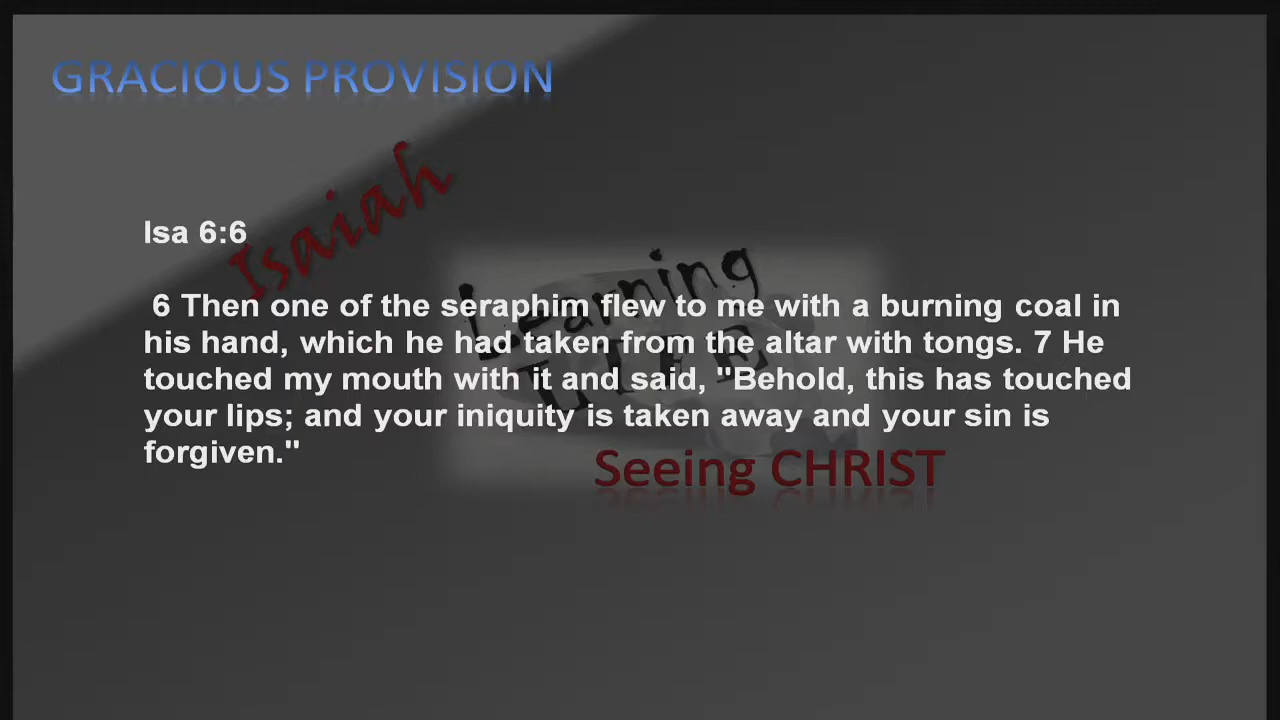 GRACIOUS PROVISION
Isaiah
Isa 6:6
6 Then one of the seraphim flew to me with a burning coal in
his hand, which he had taken from the altar with tongs. 7 He
touched my mouth with it and said, "Behold, this has touched
your lips; and your iniquity is taken away and your sin is
forgiven."
Learning
LIFE
Seeing CHRIST